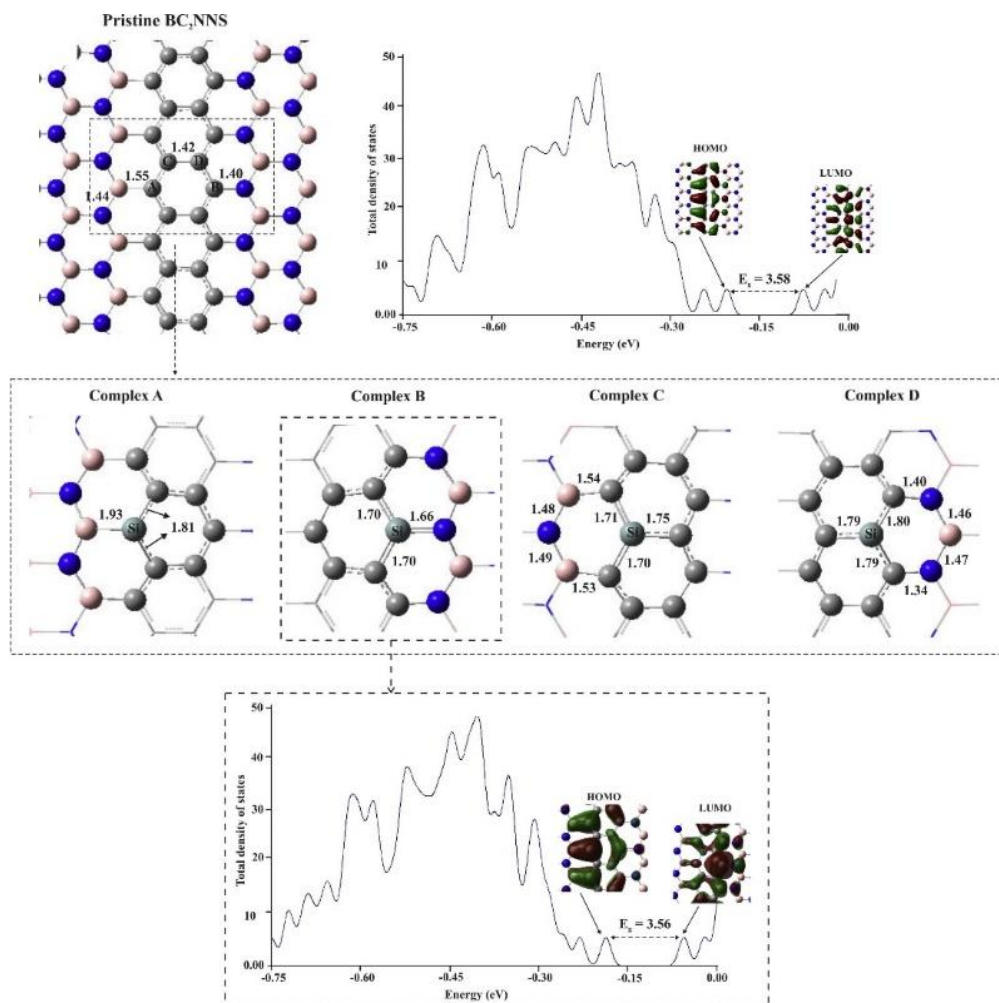 Pristine BC₂NNS
1.42
C D
1.55 1.40
A B
1.44
50
40
30
20
10
0.00
Total density of states
HOMO
LUMO
Eg = 3.58
-0.75 -0.60 -0.45 -0.30 -0.15 0.00
Energy (eV)
Complex A Complex B Complex C Complex D
1.93
Si
1.81
1.70 1.66
Si
1.70
1.54
1.48
1.71 1.75
Si
1.49
1.70
1.53
1.40
1.46
1.79 1.80
Si
1.79 1.47
1.34
50
40
30
20
10
0.00
Total density of states
HOMO
LUMO
Eg = 3.56
-0.75 -0.60 -0.45 -0.30 -0.15 0.00
Energy (eV)